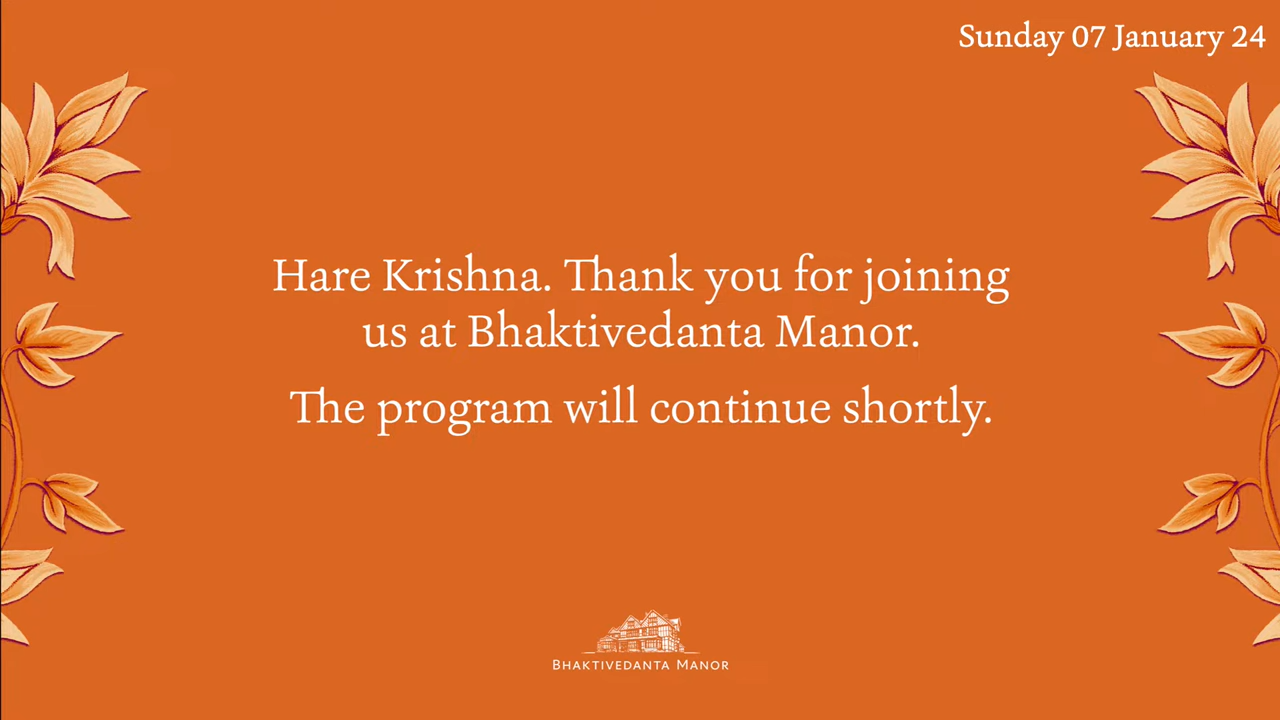 Sunday 07 January 24
Hare Krishna. Thank you for joining
us at Bhaktivedanta Manor.
The program will continue shortly.
Bhaktivedanta Manor